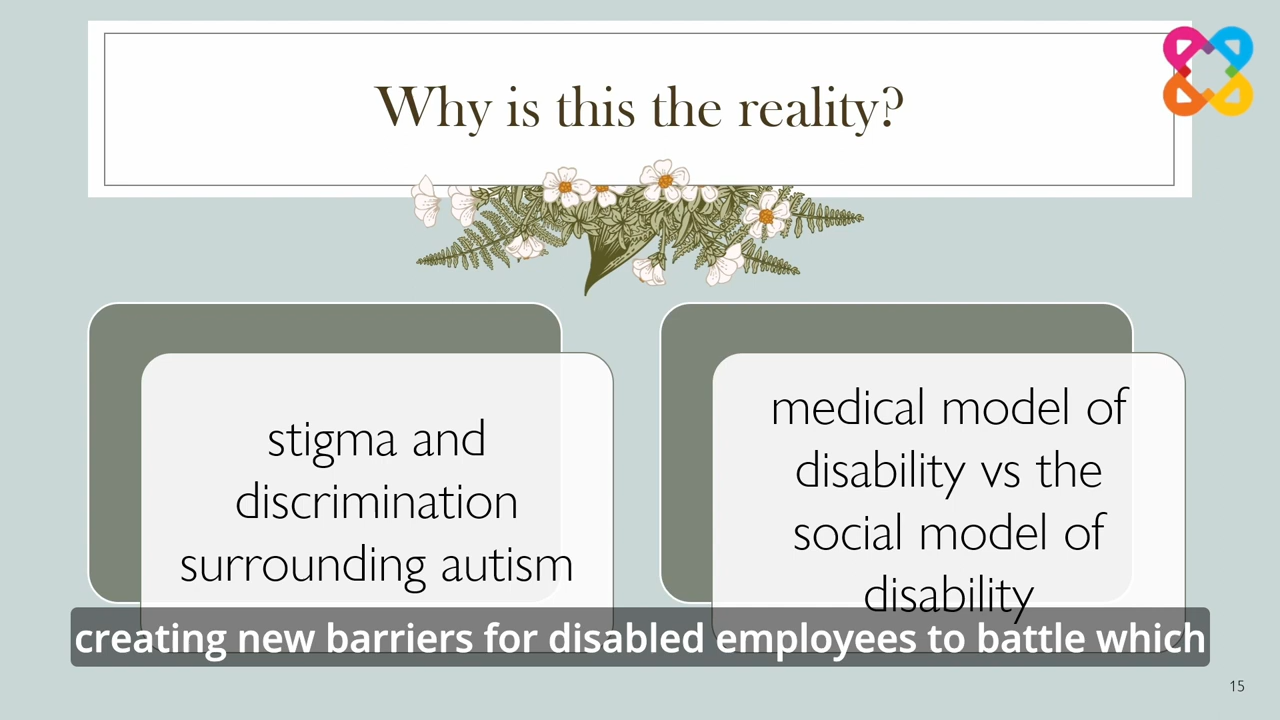 Why is this the reality?
stigma and
discrimination
surrounding autism
medical model of
disability vs the
social model of
disability
creating new barriers for disabled employees to battle which
15